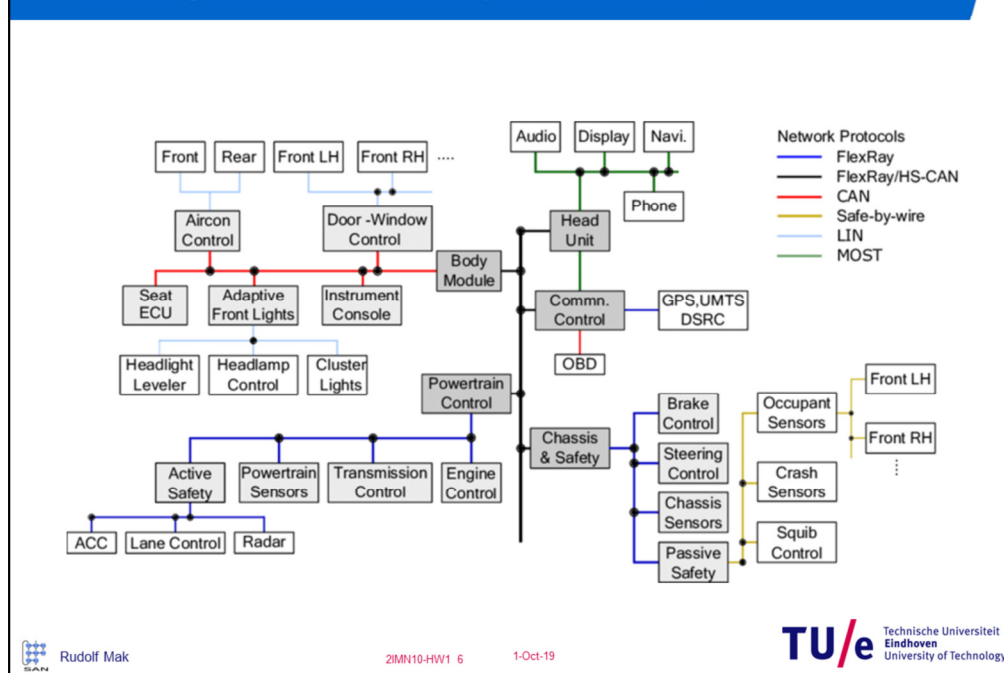 Audio
Display
Navi.
Phone
Network Protocols
FlexRay
FlexRay/HS-CAN
CAN
Safe-by-wire
LIN
MOST
Front
Rear
Front LH
Front RH
....
Aircon
Control
Door -Window
Control
Head
Unit
Body
Module
Seat
ECU
Adaptive
Front Lights
Instrument
Console
Commn.
Control
GPS,UMTS
DSRC
OBD
Headlight
Leveler
Headlamp
Control
Cluster
Lights
Powertrain
Control
Chassis
& Safety
Brake
Control
Steering
Control
Chassis
Sensors
Passive
Safety
Occupant
Sensors
Front LH
Front RH
....
Crash
Sensors
Squib
Control
Active
Safety
Powertrain
Sensors
Transmission
Control
Engine
Control
ACC
Lane Control
Radar
SAN
Rudolf Mak
2IMN10-HW1 6
1-Oct-19
TU/e
Technische Universiteit
Eindhoven
University of Technology